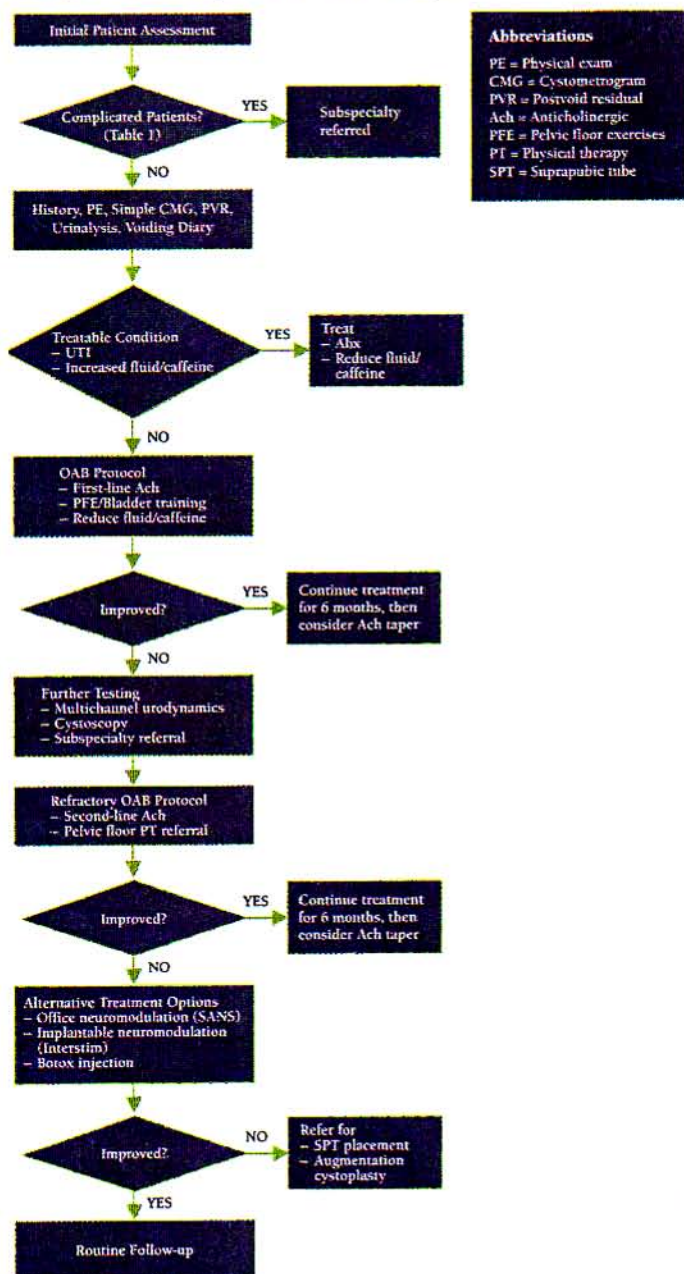 Initial Patient Assessment
Complicated Patients?
(Table 1)
YES
Subspecialty
referred
NO
History, PE, Simple CMG, PVR,
Urinalysis, Voiding Diary
Treatable Condition
– UTI
– Increased fluid/caffeine
YES
Treat
– Abx
– Reduce fluid/
caffeine
NO
OAB Protocol
– First-line Ach
– PFE/Bladder training
– Reduce fluid/caffeine
Improved?
YES
Continue treatment
for 6 months, then
consider Ach taper
NO
Further Testing
– Multichannel urodynamics
– Cystoscopy
– Subspecialty referral
Refractory OAB Protocol
– Second-line Ach
– Pelvic floor PT referral
Improved?
YES
Continue treatment
for 6 months, then
consider Ach taper
NO
Alternative Treatment Options
– Office neuromodulation (SANS)
– Implantable neuromodulation
(Interstim)
– Botox injection
Improved?
NO
Refer for
– SPT placement
– Augmentation
cystoplasty
YES
Routine Follow-up
Abbreviations
PE = Physical exam
CMG = Cystometrogram
PVR = Postvoid residual
Ach = Anticholinergic
PFE = Pelvic floor exercises
PT = Physical therapy
SPT = Suprapubic tube